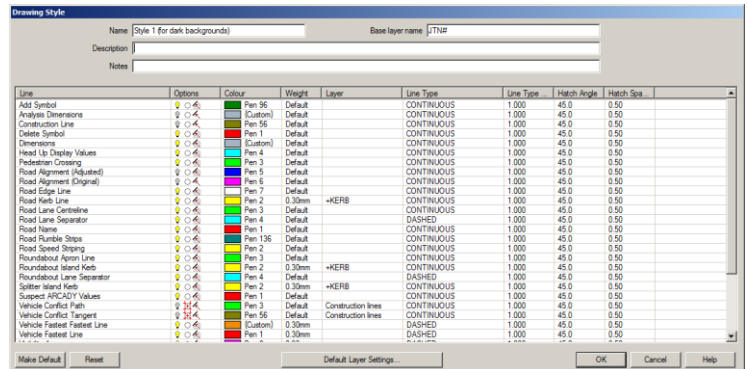 Drawing Style
Name Style 1 (for dark backgrounds) Base layer name JTN#
Description
Notes
Line Options Colour Weight Layer Line Type Line Type ... Hatch Angle Hatch Spa...
Add Symbol Pen 96 Default CONTINUOUS 1.000 45.0 0.50
Analysis Dimensions (Custom) Default CONTINUOUS 1.000 45.0 0.50
Construction Line Pen 56 Default CONTINUOUS 1.000 45.0 0.50
Delete Symbol Pen 1 Default CONTINUOUS 1.000 45.0 0.50
Dimensions (Custom) Default CONTINUOUS 1.000 45.0 0.50
Head Up Display Values Pen 4 Default CONTINUOUS 1.000 45.0 0.50
Pedestrian Crossing Pen 3 Default CONTINUOUS 1.000 45.0 0.50
Road Alignment (Adjusted) Pen 5 Default CONTINUOUS 1.000 45.0 0.50
Road Alignment (Original) Pen 6 Default CONTINUOUS 1.000 45.0 0.50
Road Edge Line Pen 7 Default CONTINUOUS 1.000 45.0 0.50
Road Kerb Line Pen 2 0.30mm +KERB CONTINUOUS 1.000 45.0 0.50
Road Lane Centreline Pen 3 Default CONTINUOUS 1.000 45.0 0.50
Road Lane Separator Pen 4 Default DASHED 1.000 45.0 0.50
Road Name Pen 1 Default CONTINUOUS 1.000 45.0 0.50
Road Rumble Strips Pen 136 Default CONTINUOUS 1.000 45.0 0.50
Road Speed Striping Pen 2 Default CONTINUOUS 1.000 45.0 0.50
Roundabout Apron Line Pen 3 Default CONTINUOUS 1.000 45.0 0.50
Roundabout Island Kerb Pen 2 0.30mm +KERB CONTINUOUS 1.000 45.0 0.50
Roundabout Lane Separator Pen 4 Default DASHED 1.000 45.0 0.50
Splitter Island Kerb Pen 2 0.30mm +KERB CONTINUOUS 1.000 45.0 0.50
Suspect ARCADY Values Pen 1 Default CONTINUOUS 1.000 45.0 0.50
Vehicle Conflict Path Pen 3 Default Construction lines CONTINUOUS 1.000 45.0 0.50
Vehicle Conflict Tangent Pen 56 Default Construction lines CONTINUOUS 1.000 45.0 0.50
Vehicle Fastest Fastest Line (Custom) 0.30mm DASHED 1.000 45.0 0.50
Vehicle Fastest Line Pen 1 0.30mm DASHED 1.000 45.0 0.50
Make Default Reset Default Layer Settings... OK Cancel Help